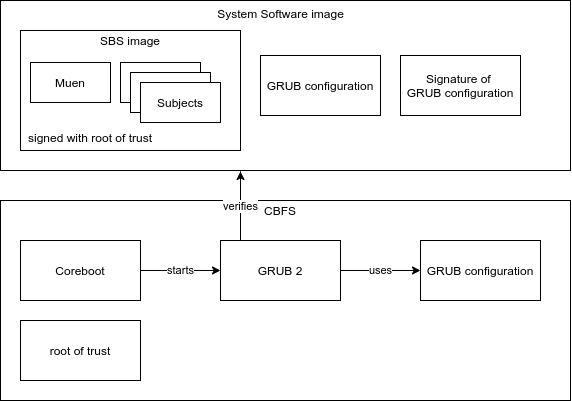 System Software image
SBS image
Muen
Subjects
signed with root of trust
GRUB configuration
Signature of
GRUB configuration
verifies
CBFS
Coreboot
starts
GRUB 2
uses
GRUB configuration
root of trust